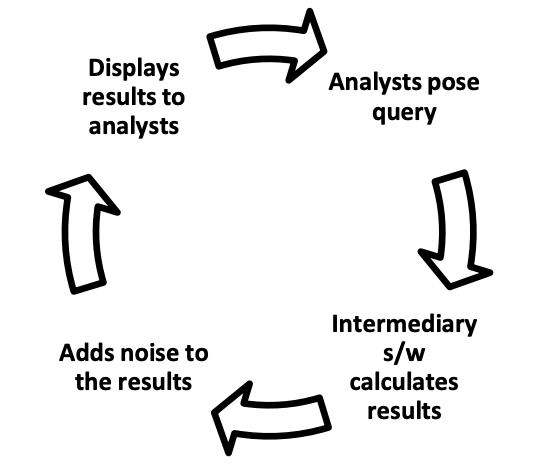 Displays
results to
analysts
Analysts pose
query
Intermediary
s/w
calculates
results
Adds noise to
the results